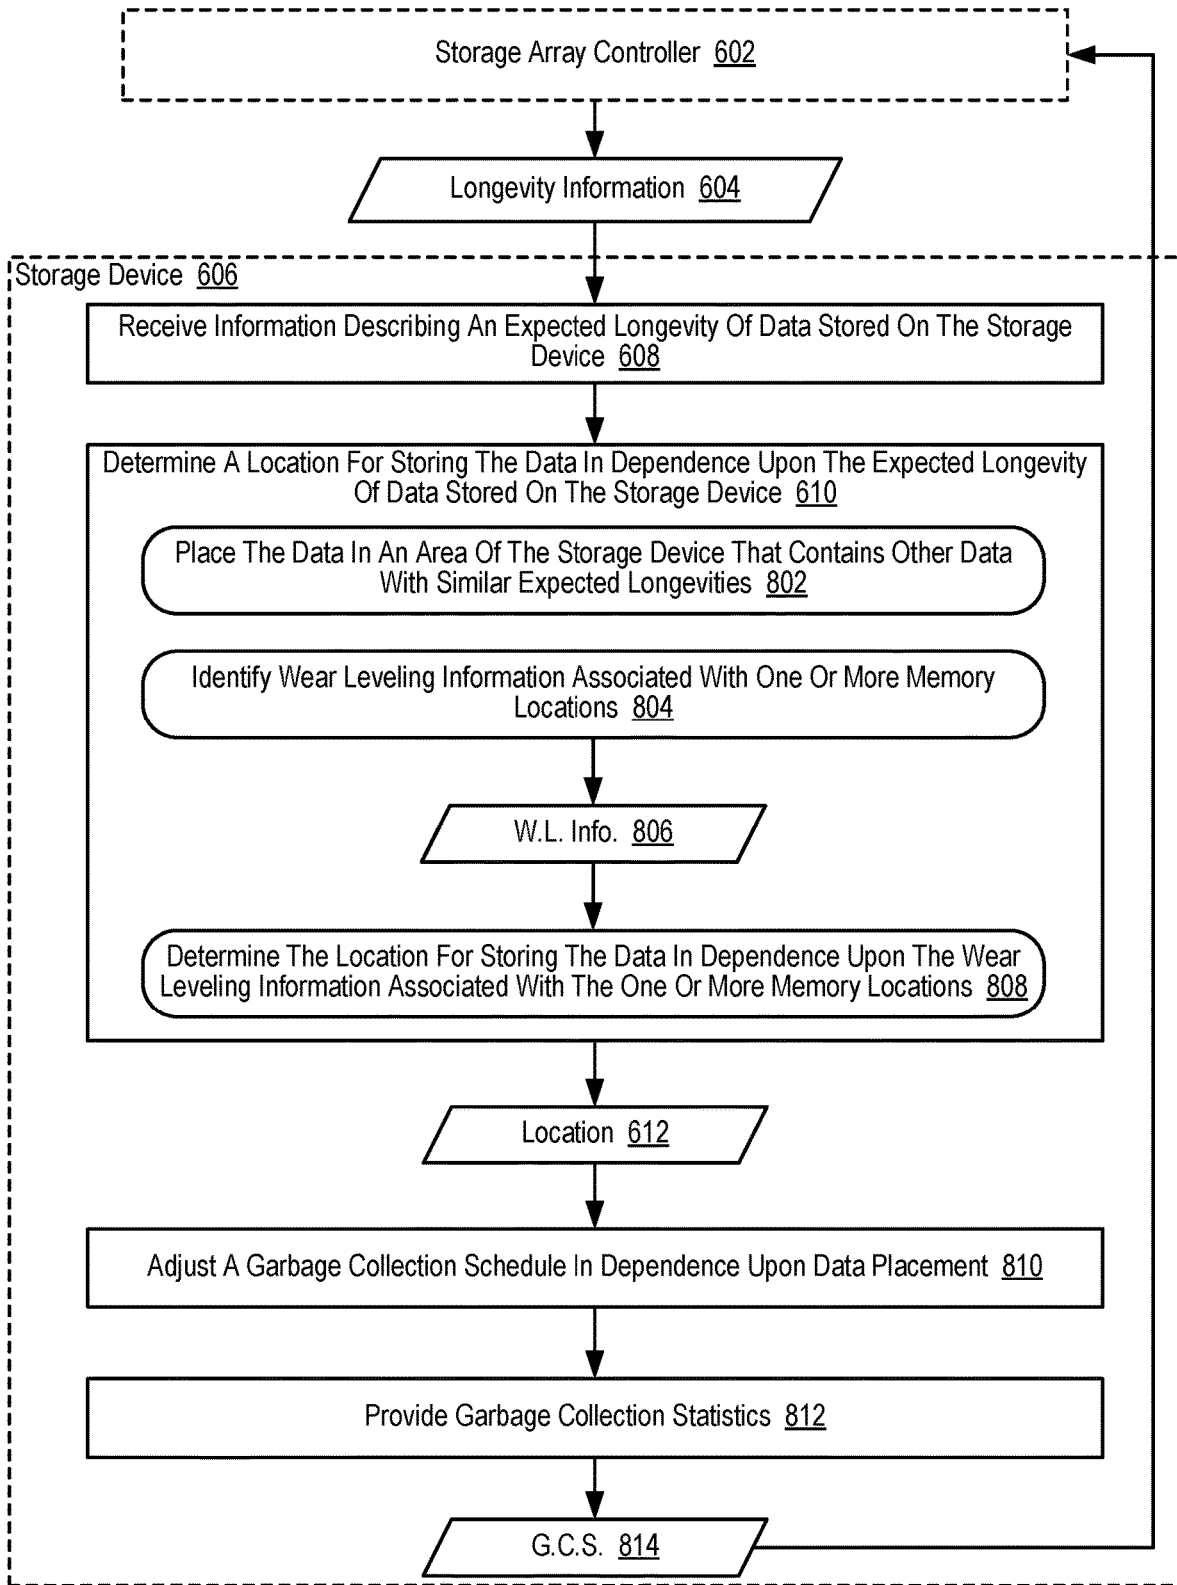 Storage Array Controller 602
Longevity Information 604
Storage Device 606
Receive Information Describing An Expected Longevity Of Data Stored On The Storage
Device 608
Determine A Location For Storing The Data In Dependence Upon The Expected Longevity
Of Data Stored On The Storage Device 610
Place The Data In An Area Of The Storage Device That Contains Other Data
With Similar Expected Longevities 802
Identify Wear Leveling Information Associated With One Or More Memory
Locations 804
W.L. Info. 806
Determine The Location For Storing The Data In Dependence Upon The Wear
Leveling Information Associated With The One Or More Memory Locations 808
Location 612
Adjust A Garbage Collection Schedule In Dependence Upon Data Placement 810
Provide Garbage Collection Statistics 812
G.C.S. 814